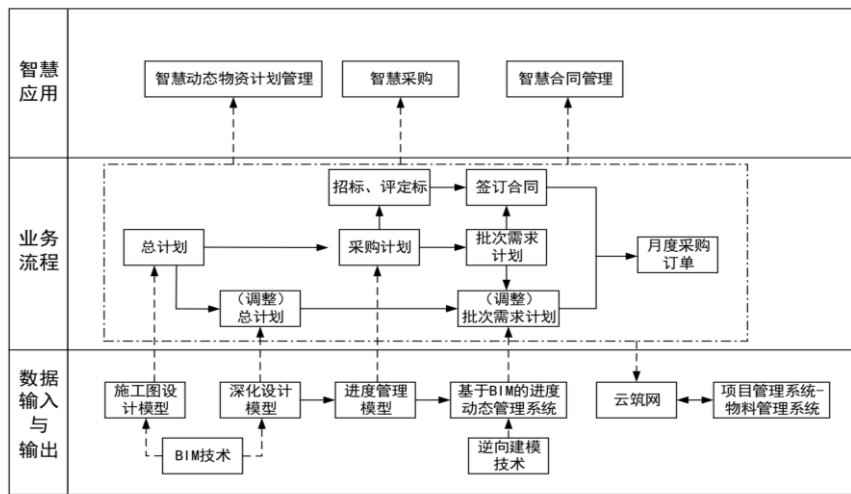 智慧
应用
智慧动态物资计划管理
智慧采购
智慧合同管理
业务
流程
招标、评定标
签订合同
总计划
采购计划
批次需求
计划
月度采购
订单
（调整）
总计划
（调整）
批次需求计划
数据
输入
与
输出
施工图设
计模型
深化设计
模型
进度管理
模型
基于BIM的进度
动态管理系统
云筑网
项目管理系统-
物料管理系统
BIM技术
逆向建模
技术